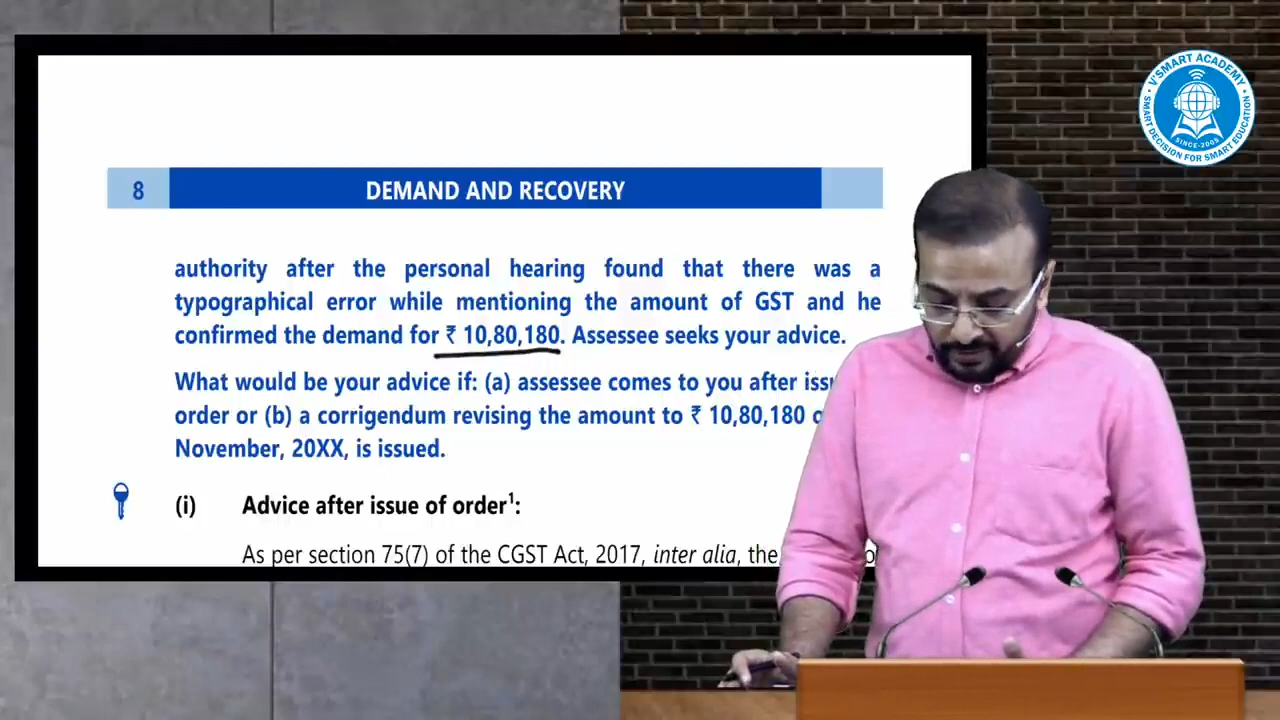 V'SMART ACADEMY
SMART DECISION FOR SMART EDUCATION
SINCE-2003
8 DEMAND AND RECOVERY
authority after the personal hearing found that there was a
typographical error while mentioning the amount of GST and he
confirmed the demand for ₹ 10,80,180. Assessee seeks your advice.
What would be your advice if: (a) assessee comes to you after
order or (b) a corrigendum revising the amount to ₹ 10,80,180
November, 20XX, is issued.
(i) Advice after issue of order¹:
As per section 75(7) of the CGST Act, 2017, inter alia, the